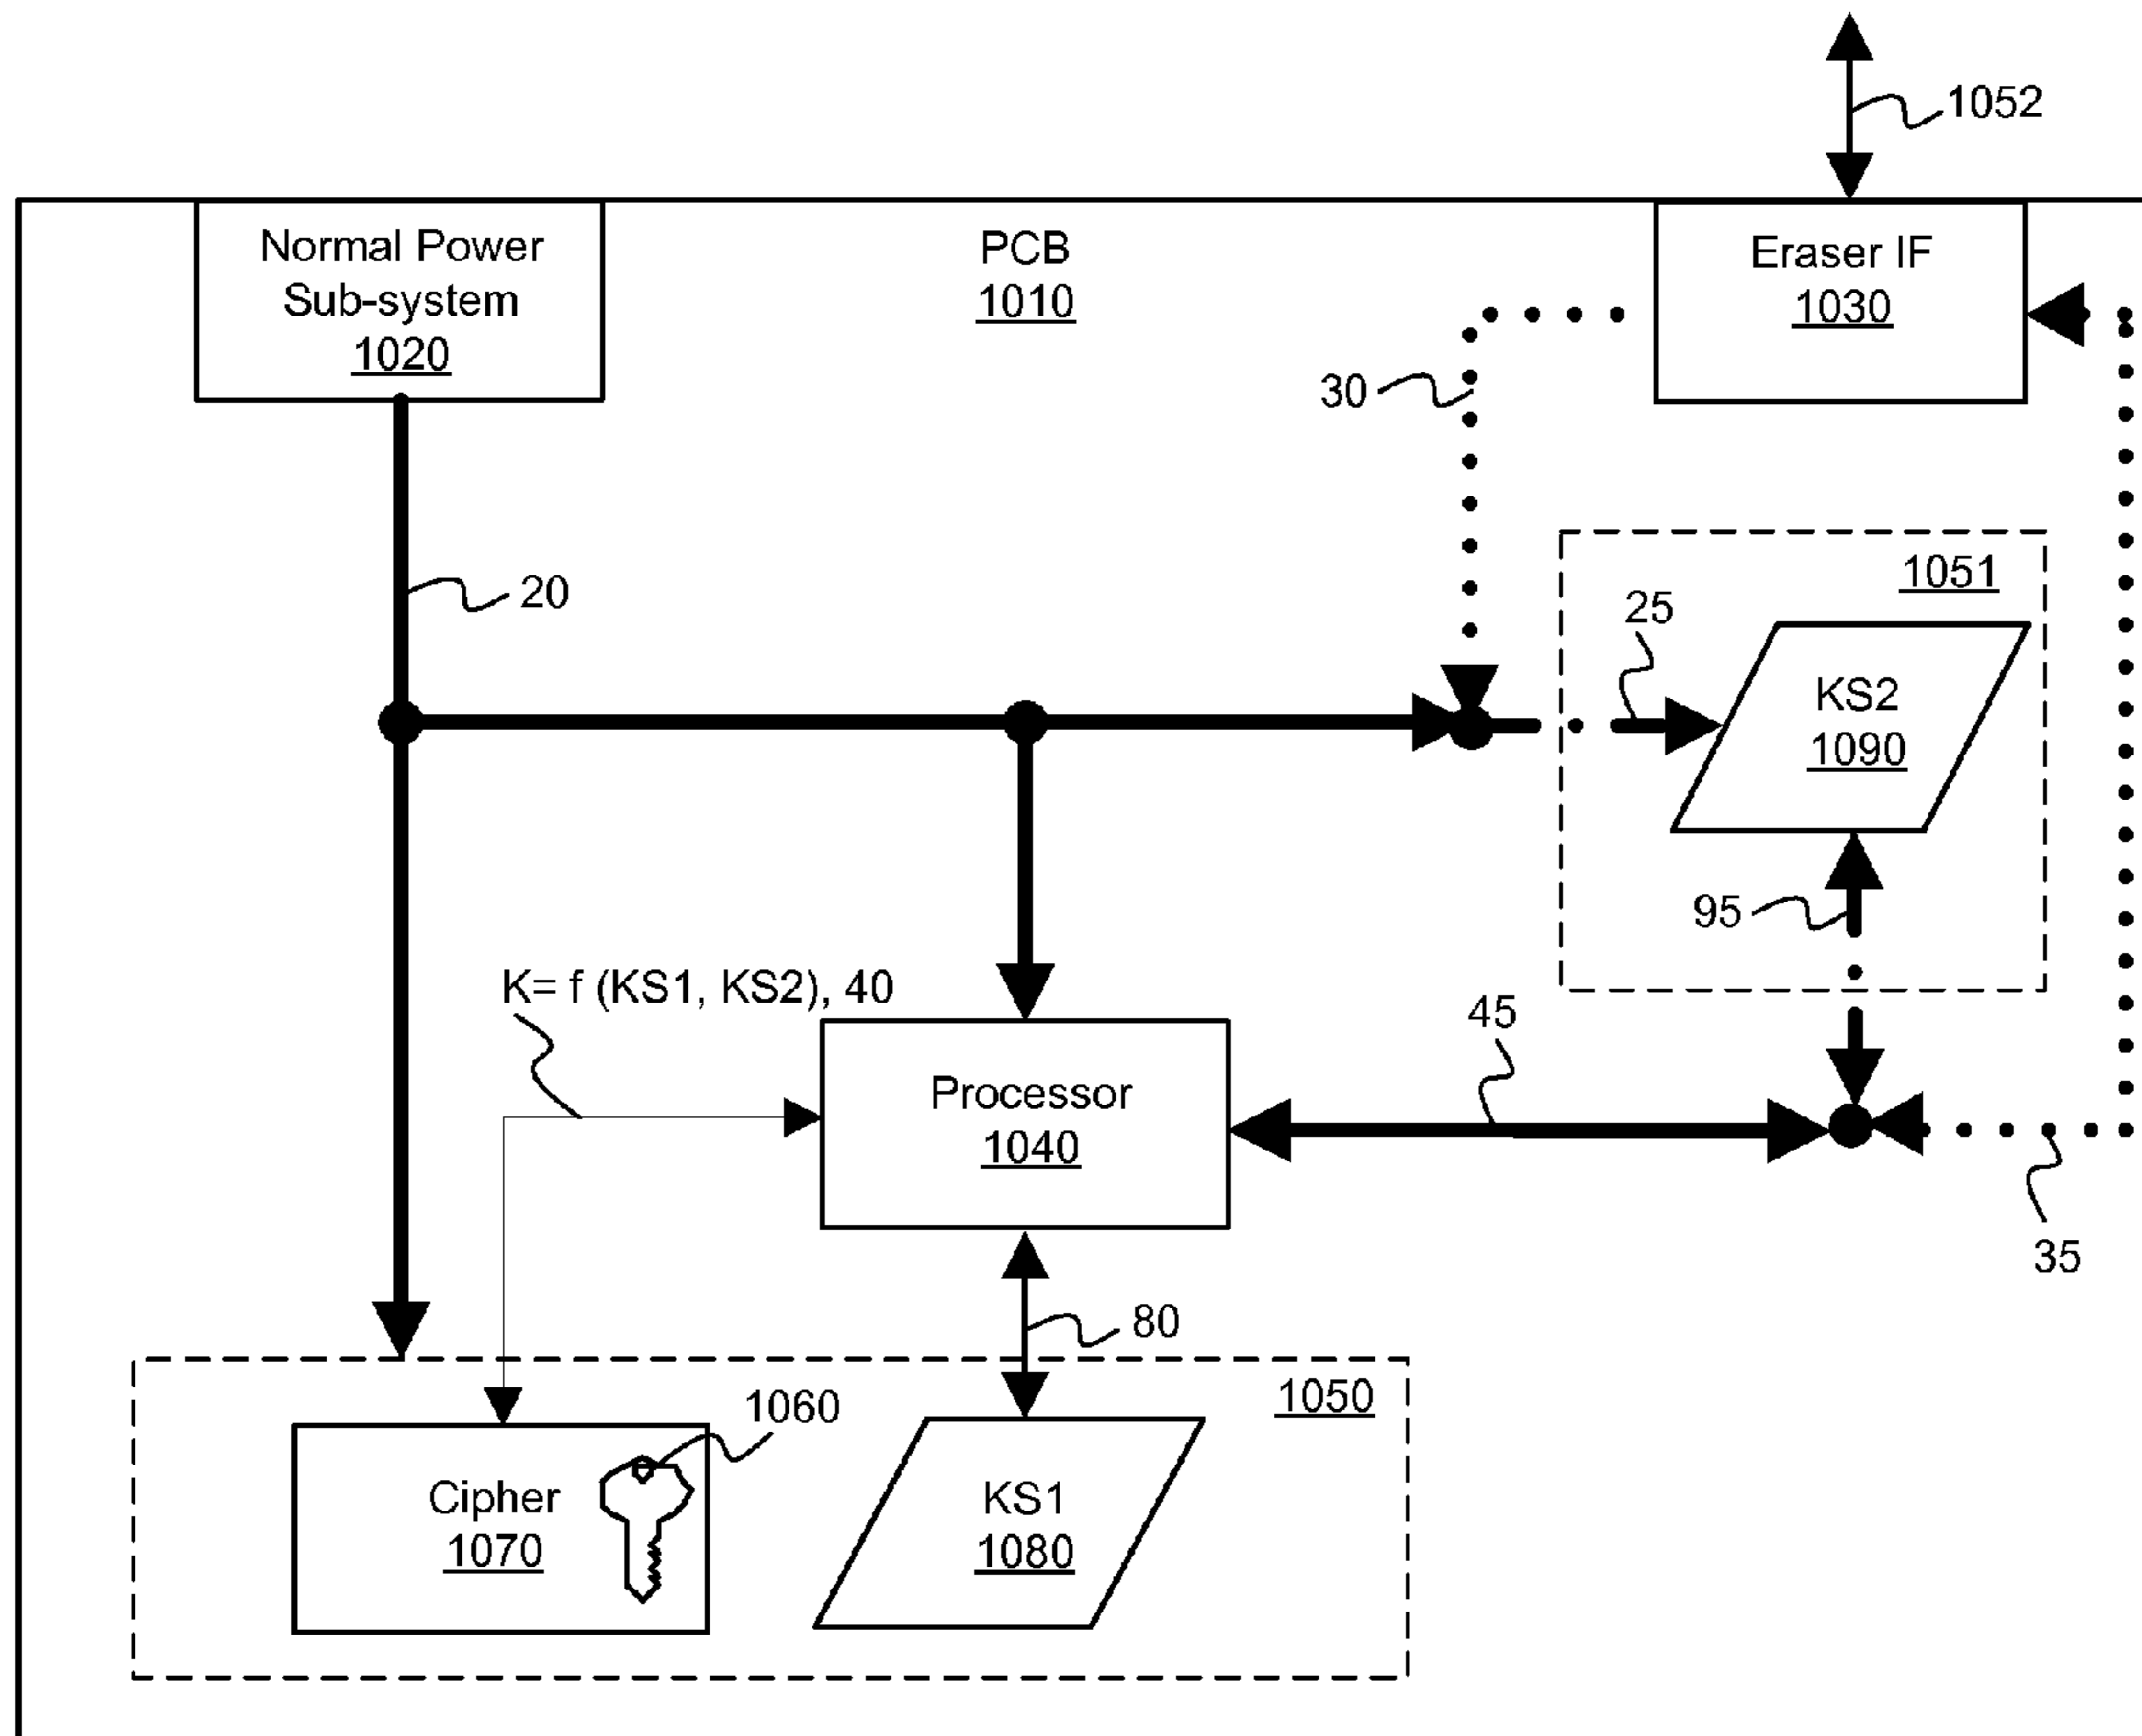 1052
Normal Power
Sub-system
1020
PCB
1010
Eraser IF
1030
30
20
1051
25
KS2
1090
95
K= f (KS1, KS2), 40
45
Processor
1040
35
80
1050
1060
Cipher
1070
KS1
1080